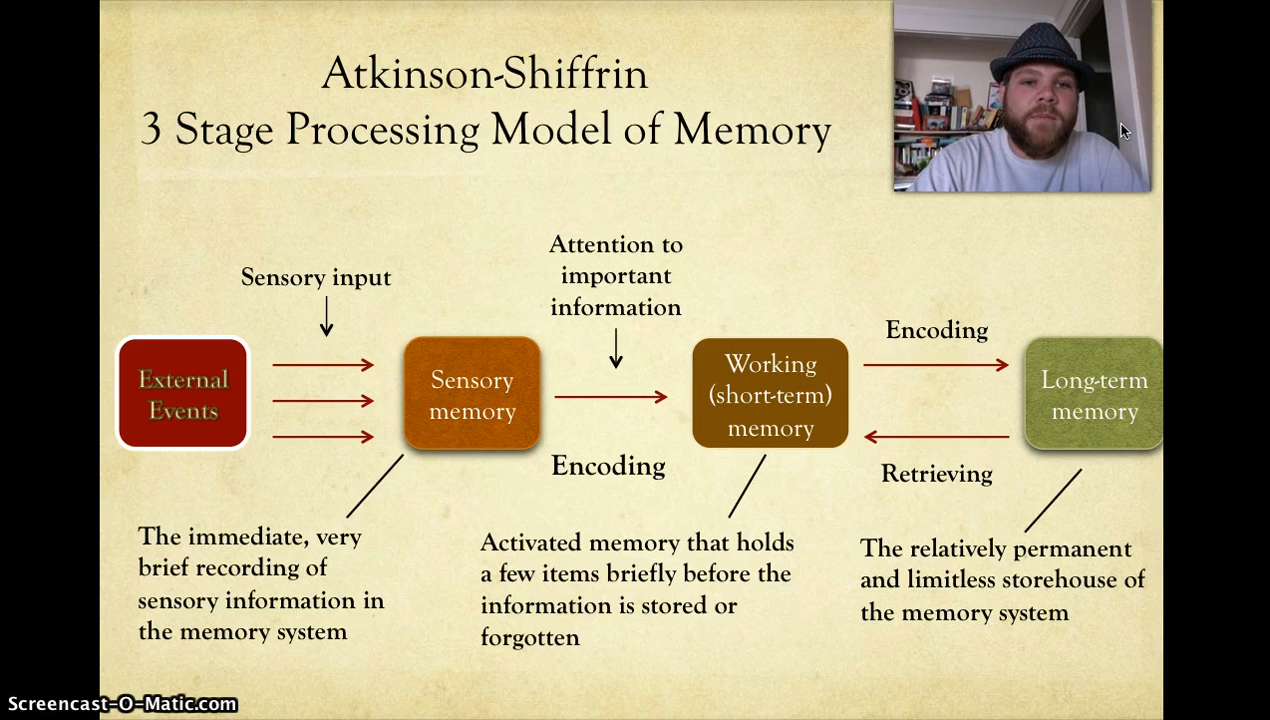 Atkinson-Shiffrin
3 Stage Processing Model of Memory
Sensory input
Attention to
important
information
External
Events
Sensory
memory
Encoding
Working
(short-term)
memory
Encoding
Retrieving
Long-term
memory
The immediate, very
brief recording of
sensory information in
the memory system
Activated memory that holds
a few items briefly before the
information is stored or
forgotten
The relatively permanent
and limitless storehouse of
the memory system
Screencast-O-Matic.com